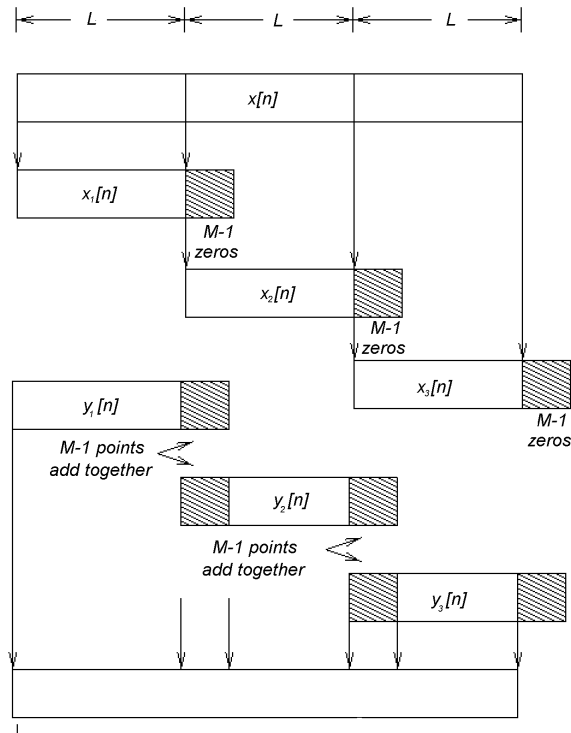 L L L
x[n]
x₁[n]
M-1
zeros
x₂[n]
M-1
zeros
x₃[n]
M-1
zeros
y₁[n]
M-1 points
add together
y₂[n]
M-1 points
add together
y₃[n]